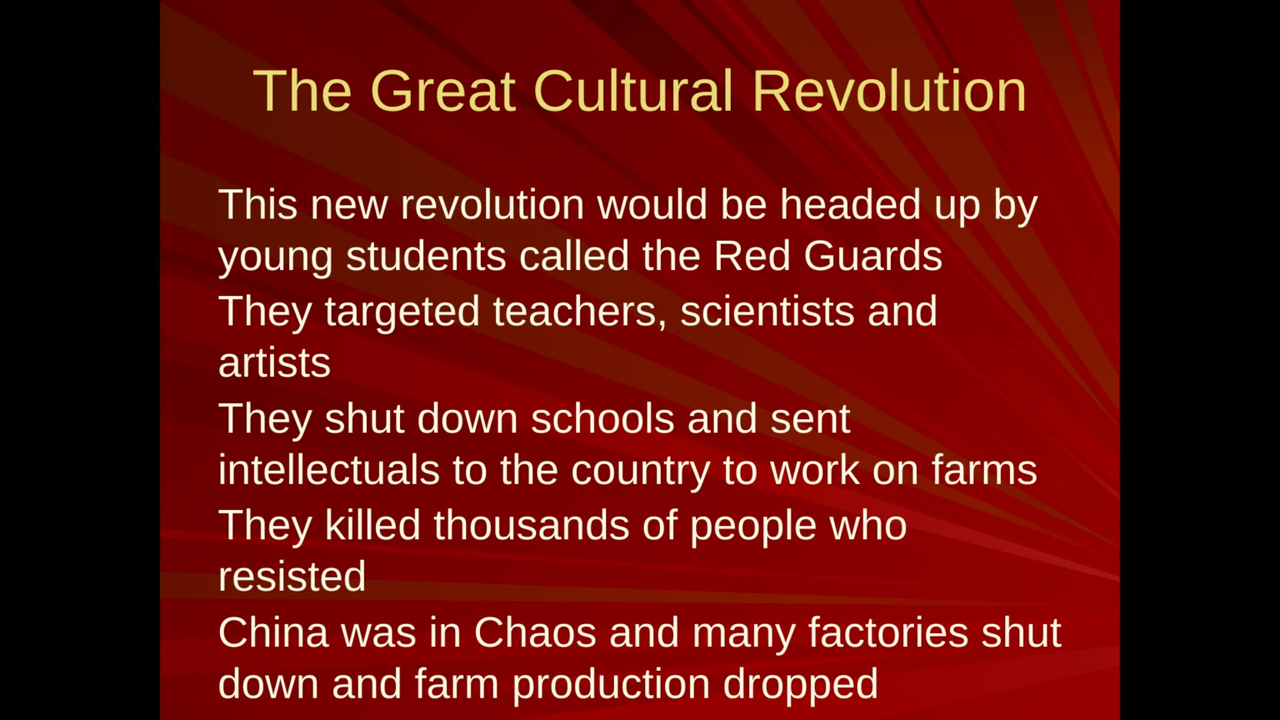 The Great Cultural Revolution
This new revolution would be headed up by
young students called the Red Guards
They targeted teachers, scientists and
artists
They shut down schools and sent
intellectuals to the country to work on farms
They killed thousands of people who
resisted
China was in Chaos and many factories shut
down and farm production dropped